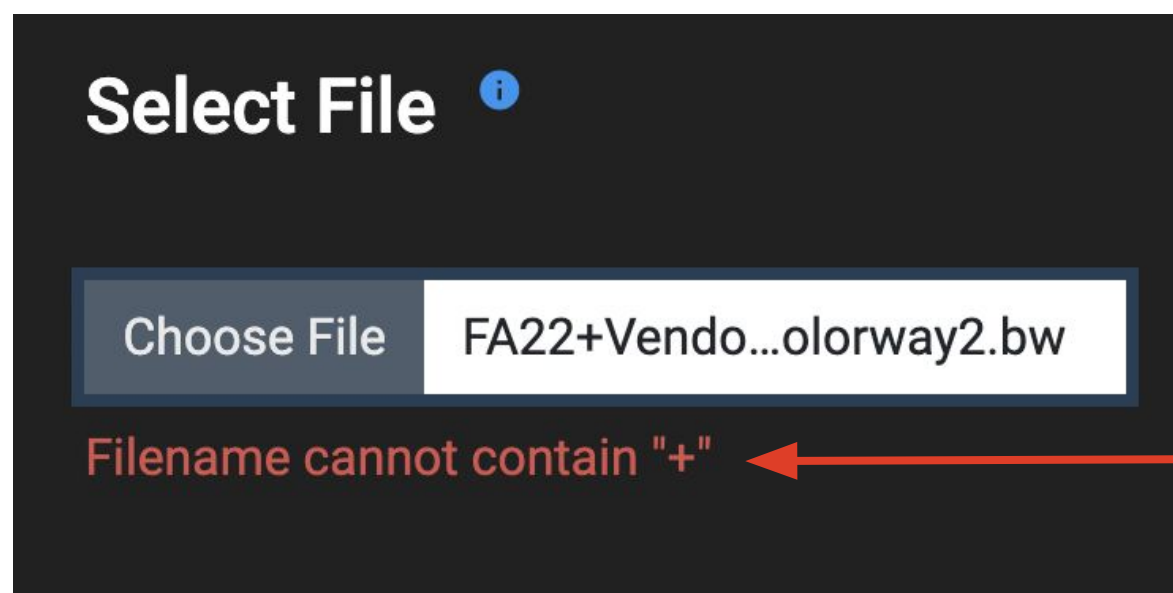 Select File i
Choose File FA22+Vendo...olorway2.bw
Filename cannot contain "+"